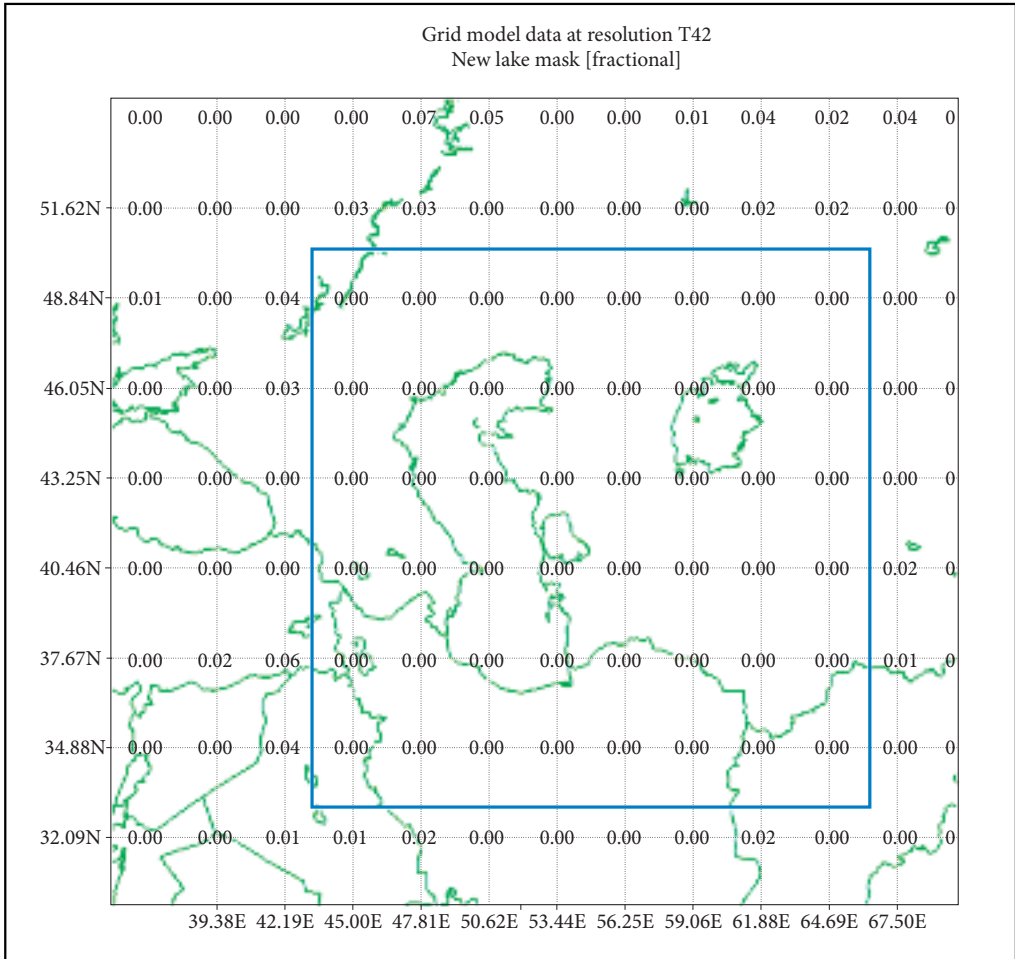 Grid model data at resolution T42
New lake mask [fractional]
0.00 0.00 0.00 0.00 0.07 0.05 0.00 0.00 0.01 0.04 0.02 0.04 0
51.62N 0.00 0.00 0.00 0.03 0.03 0.00 0.00 0.00 0.00 0.02 0.02 0.00 0
48.84N 0.01 0.00 0.04 0.00 0.00 0.00 0.00 0.00 0.00 0.00 0.00 0.00 0
46.05N 0.00 0.00 0.03 0.00 0.00 0.00 0.00 0.00 0.00 0.00 0.00 0.00 0
43.25N 0.00 0.00 0.00 0.00 0.00 0.00 0.00 0.00 0.00 0.00 0.00 0.00 0
40.46N 0.00 0.00 0.00 0.00 0.00 0.00 0.00 0.00 0.00 0.00 0.00 0.02 0
37.67N 0.00 0.02 0.06 0.00 0.00 0.00 0.00 0.00 0.00 0.00 0.00 0.01 0
34.88N 0.00 0.00 0.04 0.00 0.00 0.00 0.00 0.00 0.00 0.00 0.00 0.00 0
32.09N 0.00 0.00 0.01 0.01 0.02 0.00 0.00 0.00 0.00 0.02 0.00 0.00 0
39.38E 42.19E 45.00E 47.81E 50.62E 53.44E 56.25E 59.06E 61.88E 64.69E 67.50E